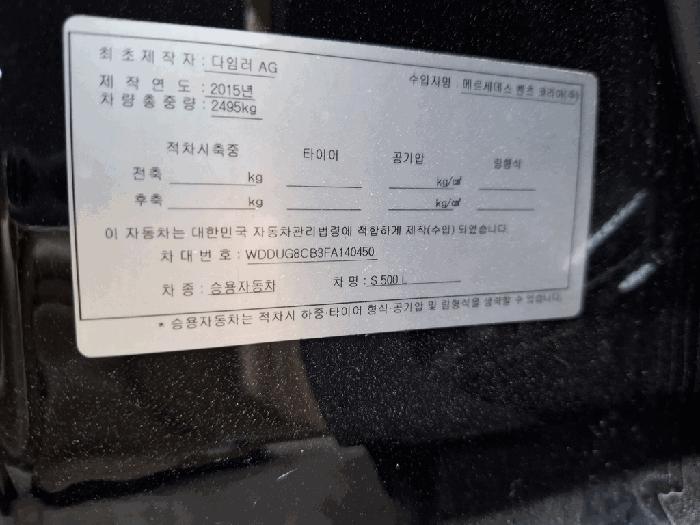 최초제작자 : 다임러 AG
수입자명 : 메르세데스 벤츠 코리아(주)
제작연도 : 2015년
차량총중량 : 2495kg
적차시축중 타이어 공기압 림형식
전축 kg kg/㎠
후축 kg kg/㎠
이 자동차는 대한민국 자동차관리법령에 적합하게 제작(수입) 되었습니다.
차대번호 : WDDUG8CB3FA140450
차종 : 승용자동차 차명 : S 500 L
* 승용자동차는 적차시 하중·타이어 형식·공기압 및 림형식을 생략할 수 있습니다.